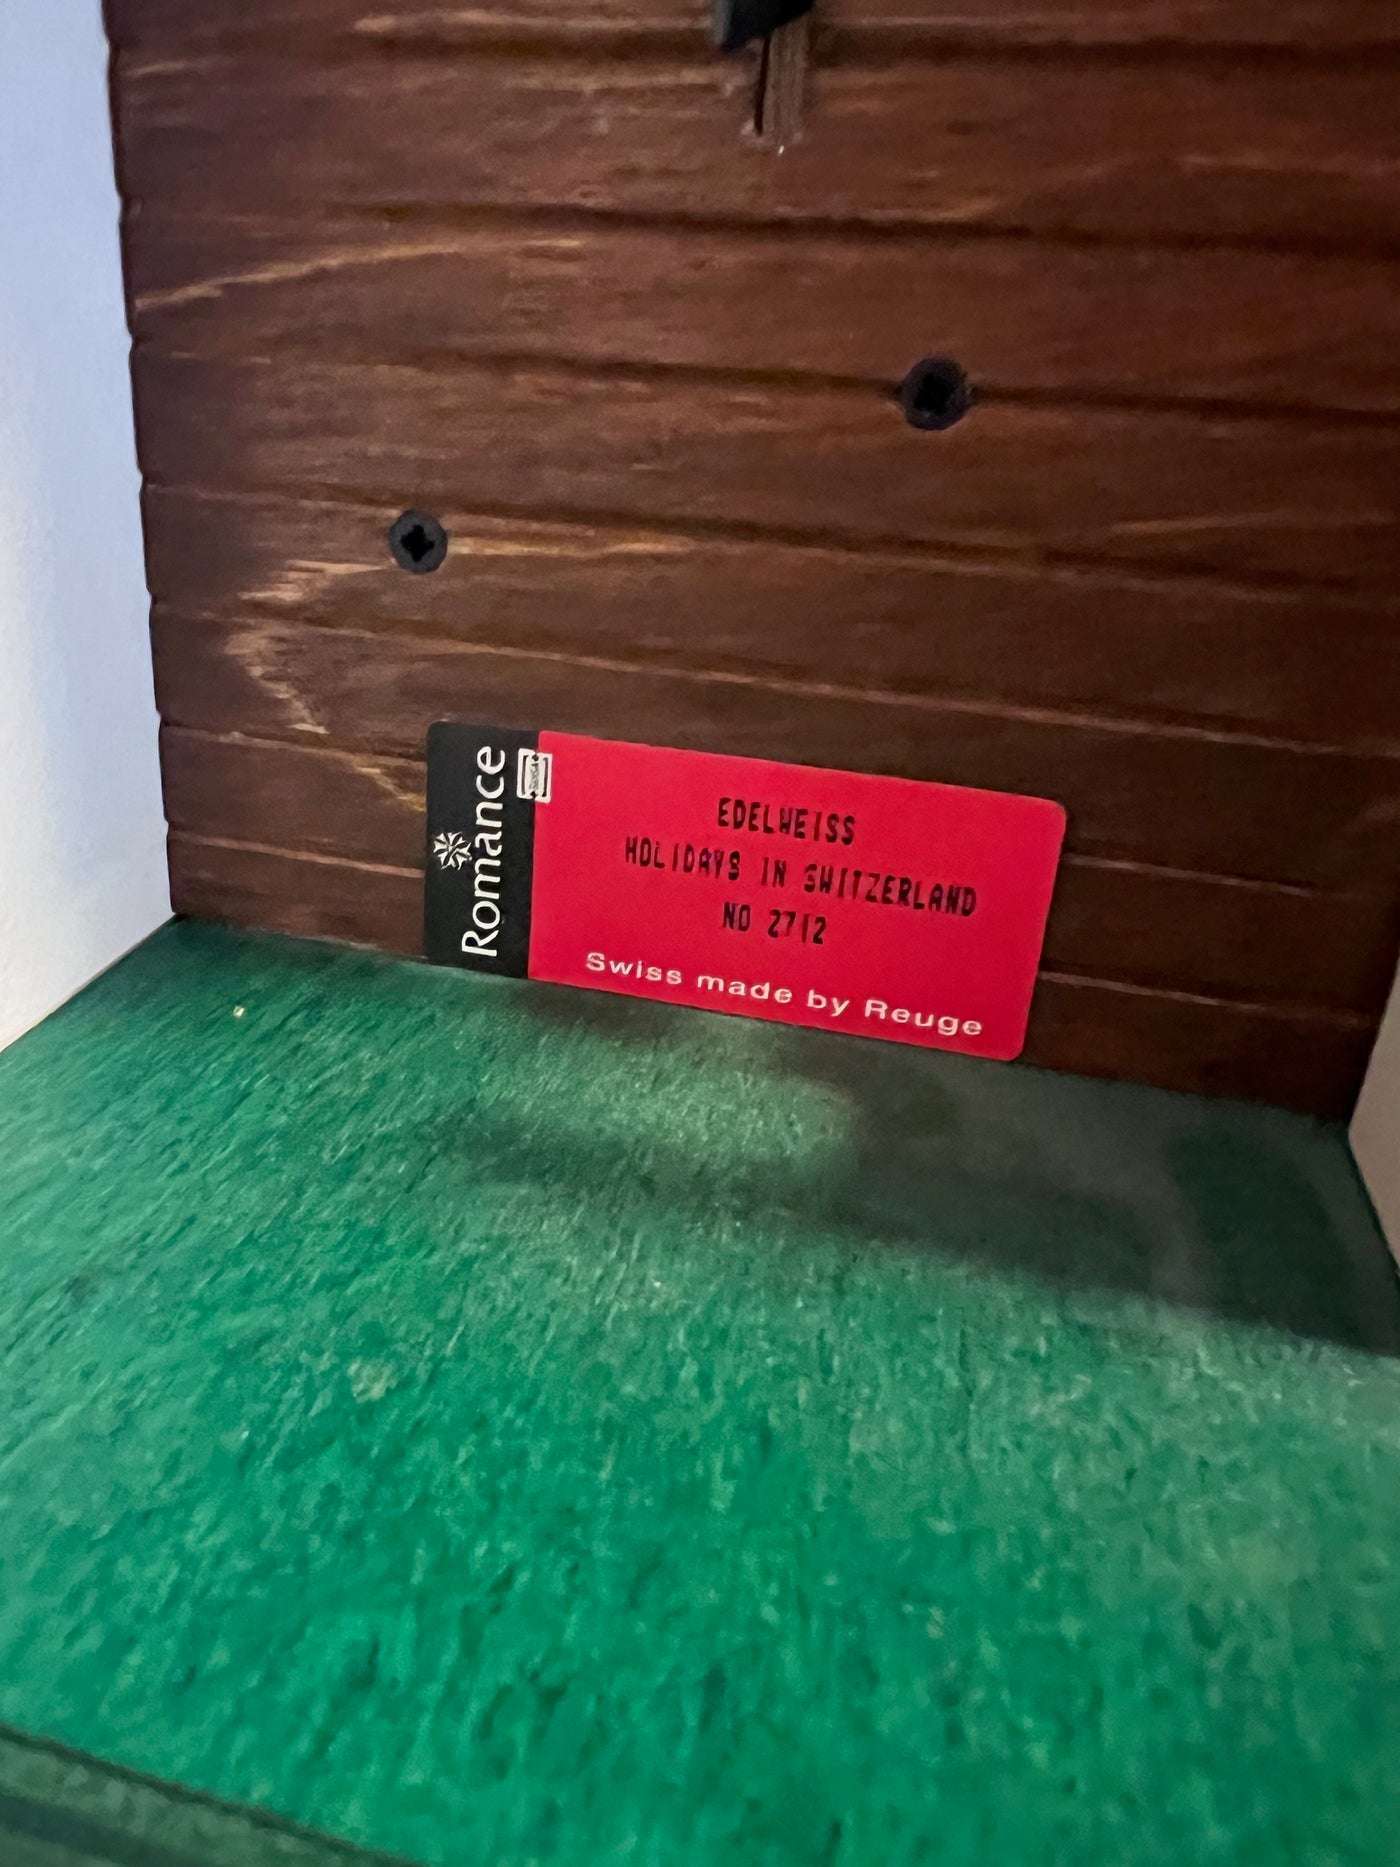 Romance
EDELWEISS
HOLIDAYS IN SWITZERLAND
NO 2712
Swiss made by Reuge